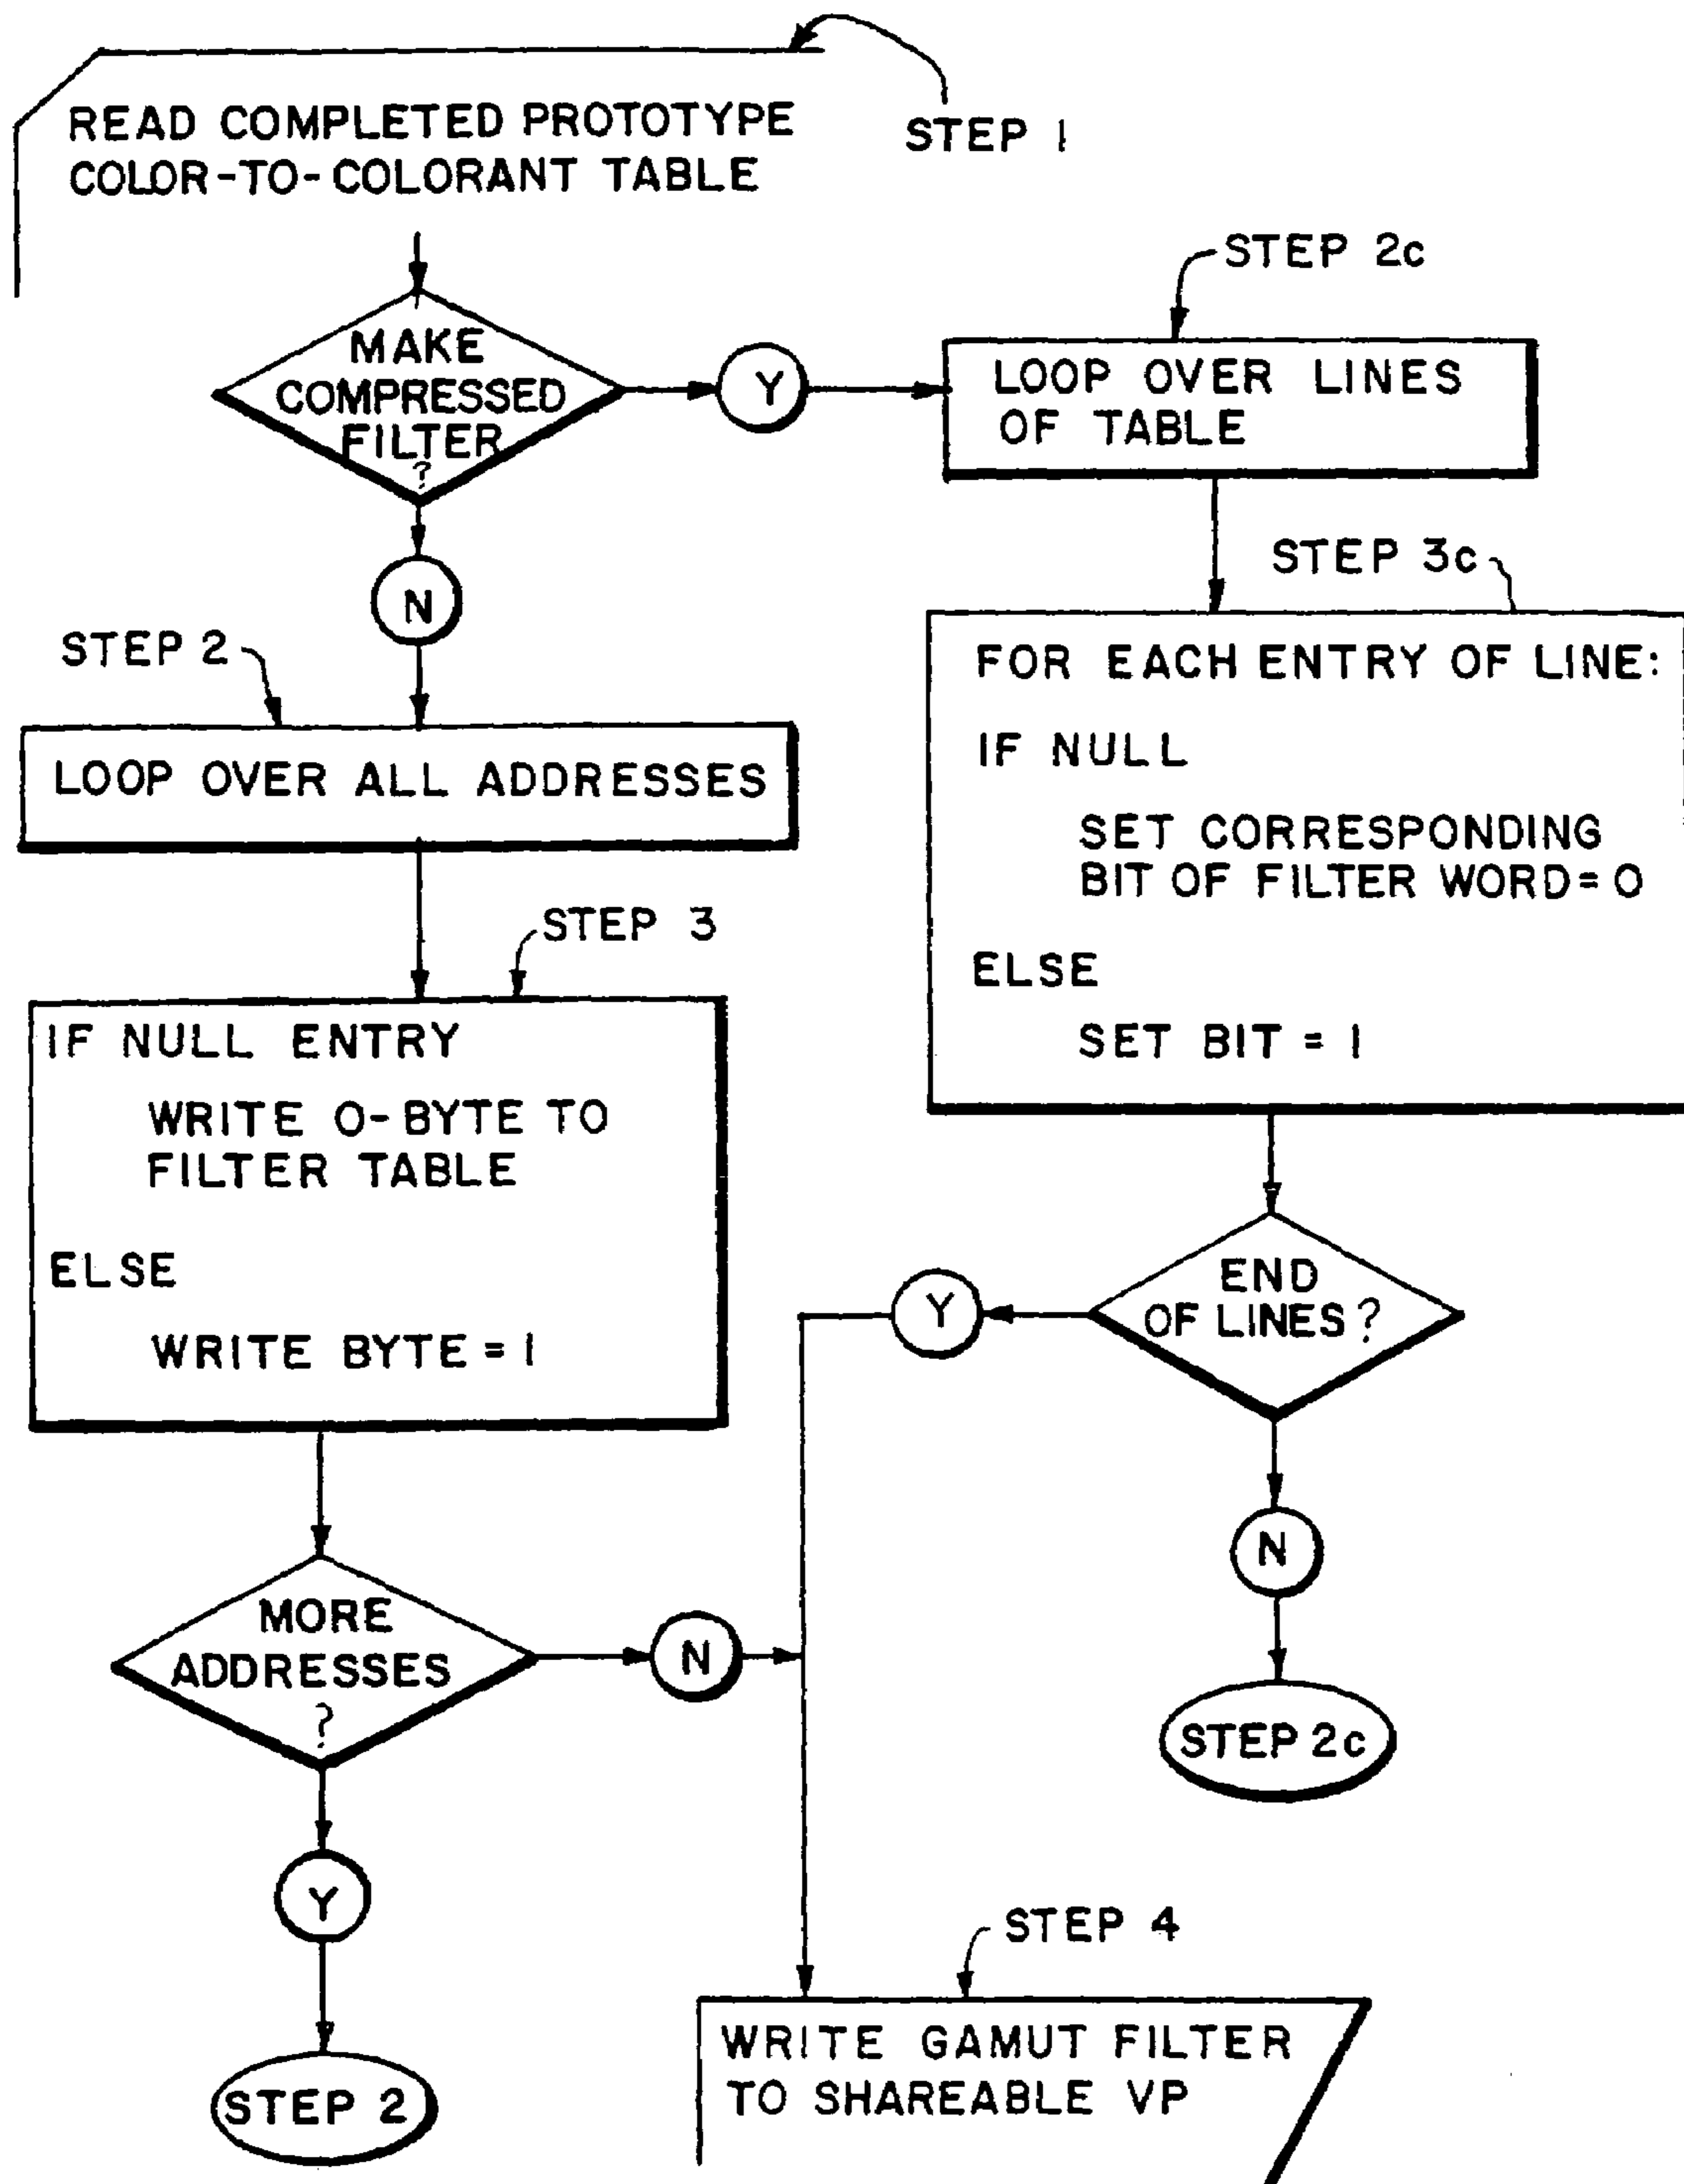 READ COMPLETED PROTOTYPE
COLOR-TO-COLORANT TABLE
STEP 1
MAKE
COMPRESSED
FILTER
?
Y
STEP 2c
LOOP OVER LINES
OF TABLE
N
STEP 2
LOOP OVER ALL ADDRESSES
STEP 3c
FOR EACH ENTRY OF LINE:
IF NULL
SET CORRESPONDING
BIT OF FILTER WORD=0
ELSE
SET BIT = 1
STEP 3
IF NULL ENTRY
WRITE 0-BYTE TO
FILTER TABLE
ELSE
WRITE BYTE = 1
END
OF LINES?
Y
N
STEP 2c
MORE
ADDRESSES
?
N
Y
STEP 2
STEP 4
WRITE GAMUT FILTER
TO SHAREABLE VP